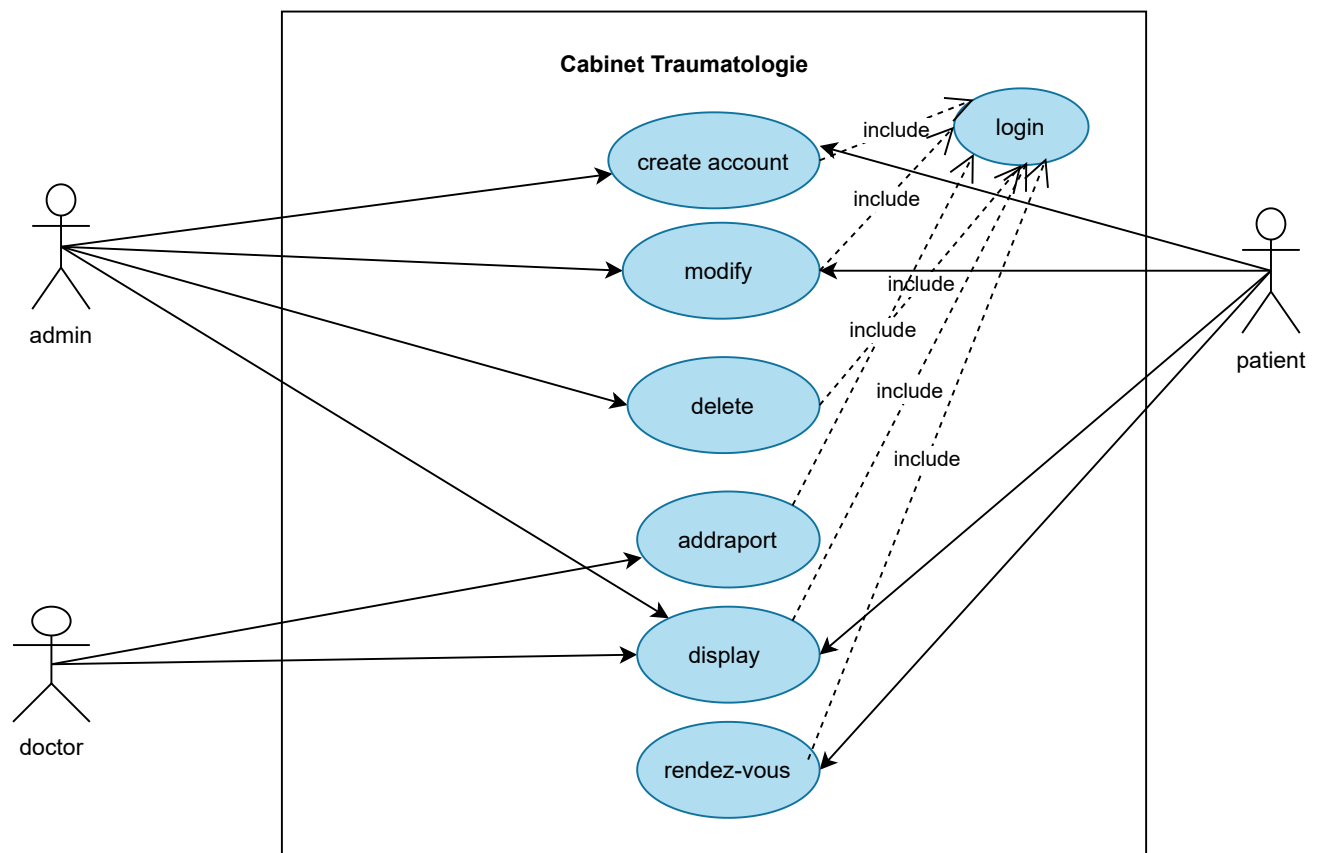 Cabinet Traumatologie
login
include
create account
include
modify
include
admin
include
patient
include
delete
include
addraport
display
doctor
rendez-vous